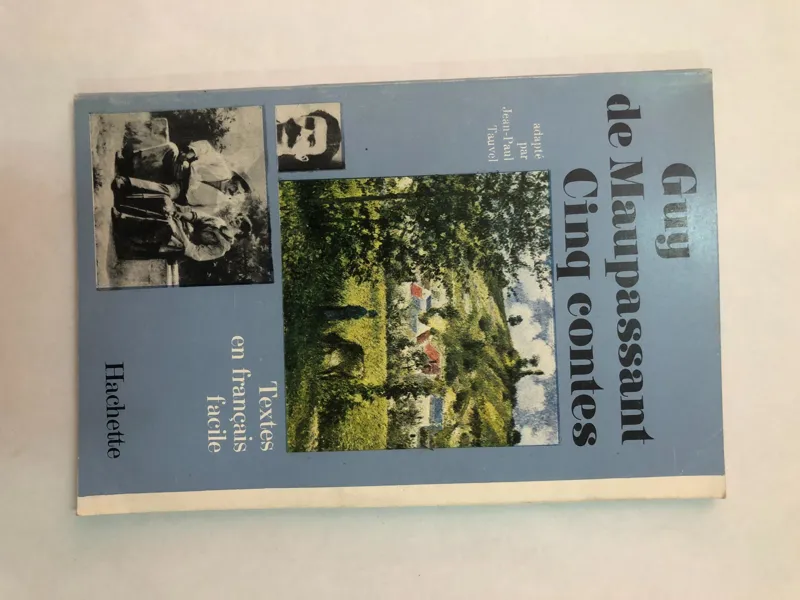 Guy
de Maupassant
Cinq contes
adapté
par
Jean-Paul
Tauvel
Textes
en français
facile
Hachette